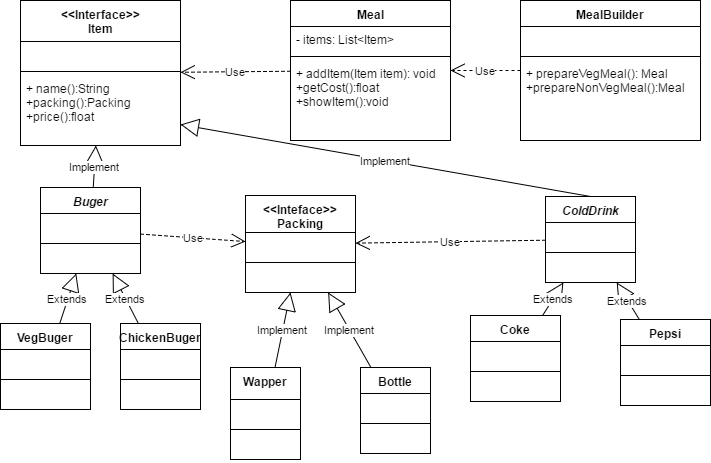 <<Interface>>
Item
+ name():String
+packing():Packing
+price():float
Meal
- items: List<Item>
+ addItem(Item item): void
+getCost():float
+showItem():void
MealBuilder
+ prepareVegMeal(): Meal
+prepareNonVegMeal():Meal
Use
Use
Implement
Implement
Buger
<<Inteface>>
Packing
ColdDrink
Use
Use
Extends
Extends
Extends
Extends
VegBuger
ChickenBuger
Implement
Implement
Coke
Pepsi
Wapper
Bottle